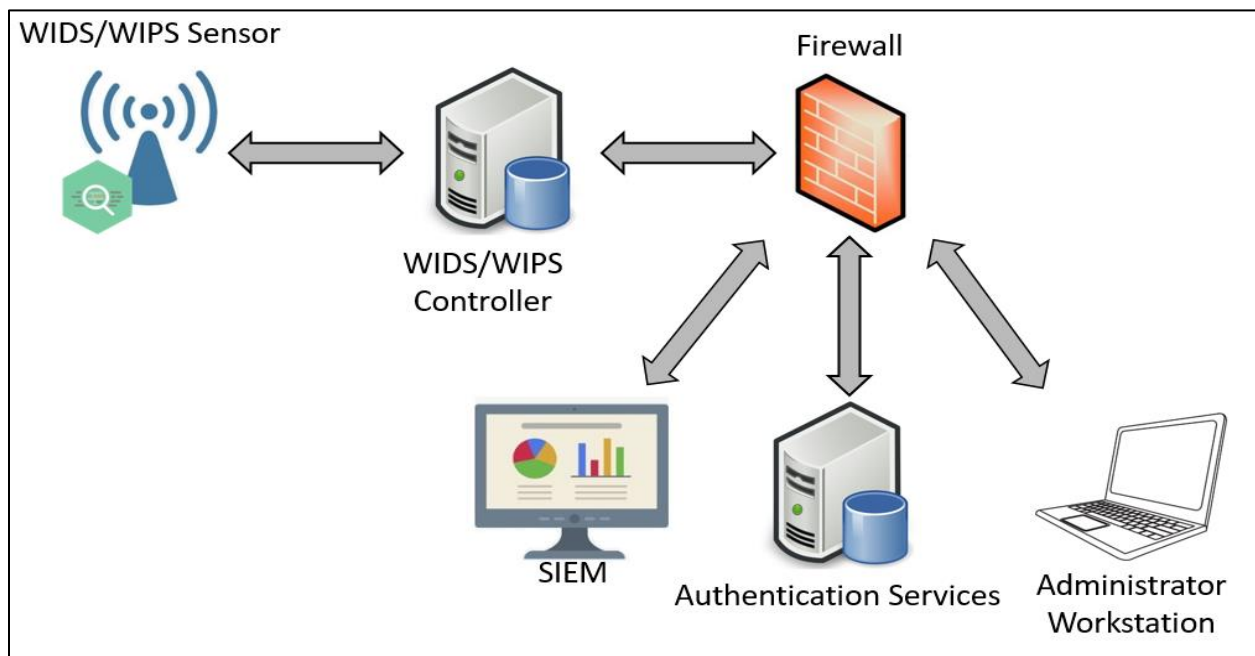 WIDS/WIPS Sensor
Firewall
WIDS/WIPS
Controller
SIEM
Authentication Services
Administrator
Workstation